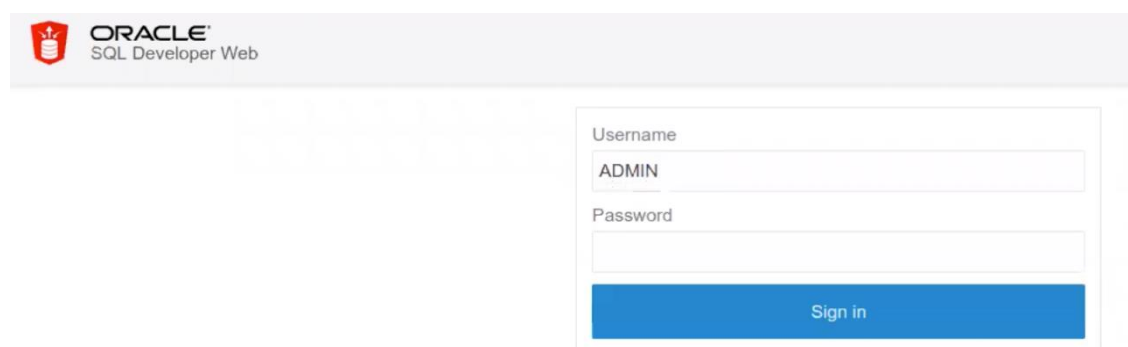 ORACLE
SQL Developer Web
Username
ADMIN
Password
Sign in